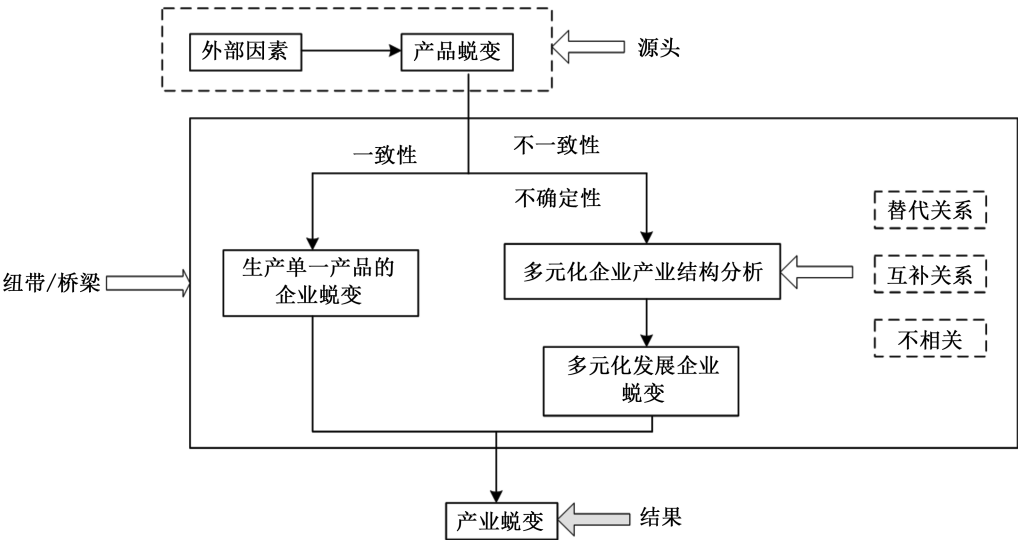 外部因素
产品蜕变
源头
一致性
不一致性
不确定性
替代关系
生产单一产品的
企业蜕变
多元化企业产业结构分析
互补关系
纽带/桥梁
不相关
多元化发展企业
蜕变
产业蜕变
结果